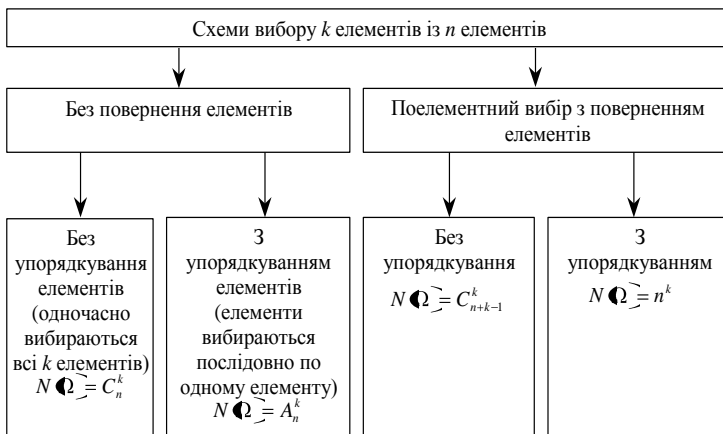 Схеми вибору k елементів із n елементів
Без повернення елементів
Поелементний вибір з поверненням
елементів
Без
упорядкування
елементів
(одночасно
вибираються
всі k елементів)
N(Ω) = C_n^k
З
упорядкуванням
елементів
(елементи
вибираються
послідовно по
одному елементу)
N(Ω) = A_n^k
Без
упорядкування
N(Ω) = C_{n+k-1}^k
З
упорядкуванням
N(Ω) = n^k